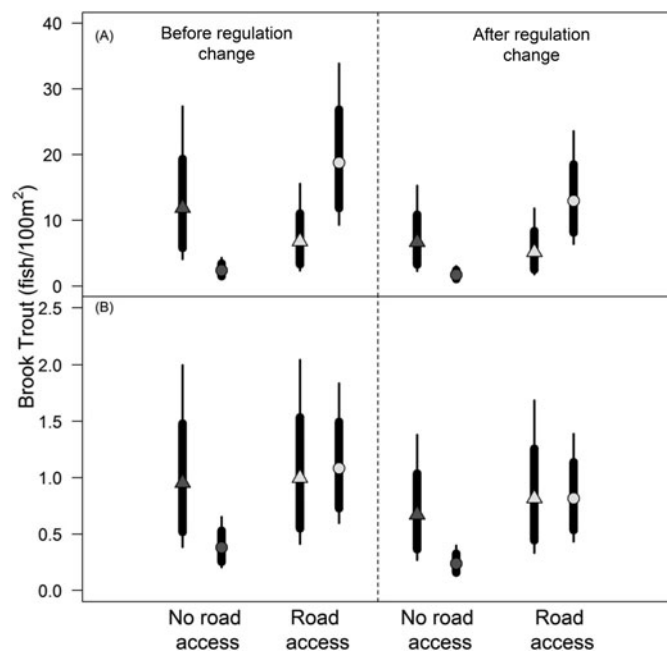 (A)
Before regulation
change
After regulation
change
40
30
20
10
0
Brook Trout (fish/100m²)
(B)
2.5
2.0
1.5
1.0
0.5
0.0
No road
access
Road
access
No road
access
Road
access